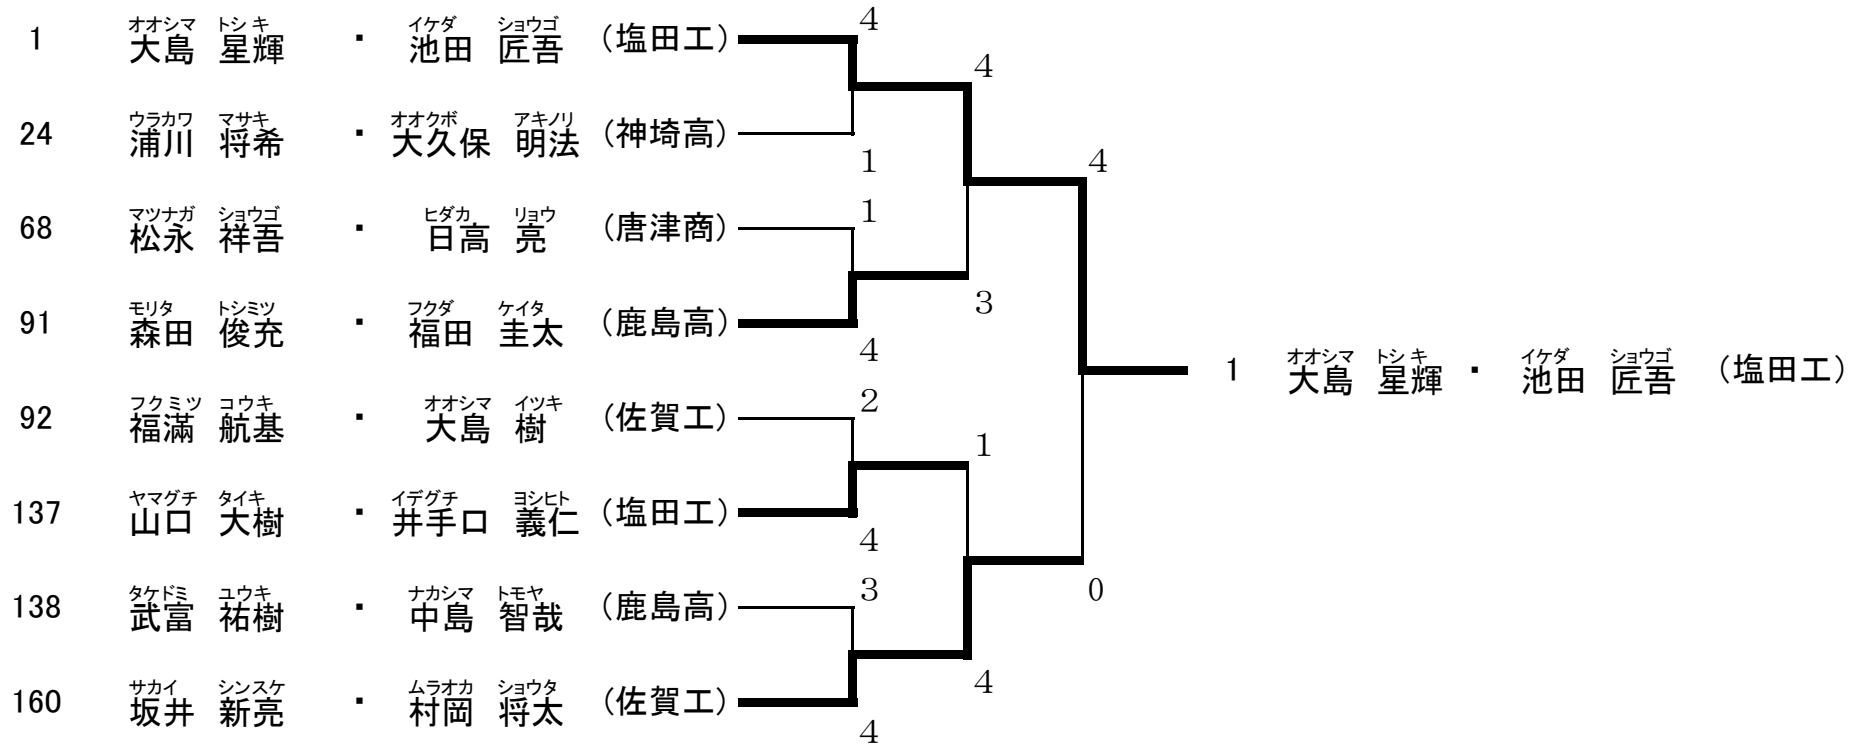 オオシマ トシキ イケダ ショウゴ
1 大島 星輝 ・ 池田 匠吾 (塩田工) 4
4
ウラカワ マサキ オオクボ アキノリ
24 浦川 将希 ・ 大久保 明法 (神埼高) 1
4
マツナガ ショウゴ ヒダカ リョウ
68 松永 祥吾 ・ 日高 亮 (唐津商) 1
3
モリタ トシミツ フクダ ケイタ
91 森田 俊充 ・ 福田 圭太 (鹿島高) 4
オオシマ トシキ イケダ ショウゴ
1 大島 星輝 ・ 池田 匠吾 (塩田工)
フクミツ コウキ オオシマ イツキ
92 福滿 航基 ・ 大島 樹 (佐賀工) 2
1
ヤマグチ タイキ イデグチ ヨシヒト
137 山口 大樹 ・ 井手口 義仁 (塩田工) 4
0
タケドミ ユウキ ナカシマ トモヤ
138 武富 祐樹 ・ 中島 智哉 (鹿島高) 3
4
サカイ シンスケ ムラオカ ショウタ
160 坂井 新亮 ・ 村岡 将太 (佐賀工) 4